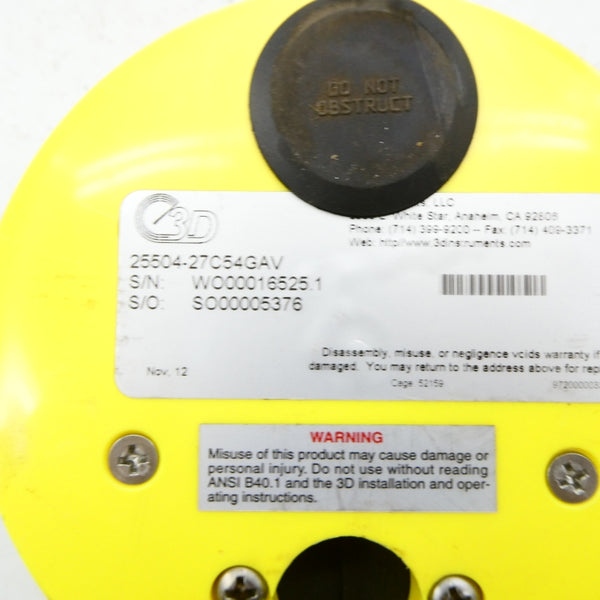 DO NOT
OBSTRUCT
3D
LLC
White Star, Anaheim, CA 92806
Phone: (714) 399-9200 – Fax: (714) 409-3371
Web: http//www.3dinstruments.com
25504-27C54GAV
S/N: WO00016525.1
S/O: SO00005376
Disassembly, misuse, or negligence voids warranty if
damaged. You may return to the address above for rep
Nov, 12
Cage: 52159
WARNING
Misuse of this product may cause damage or
personal injury. Do not use without reading
ANSI B40.1 and the 3D installation and oper-
ating instructions.